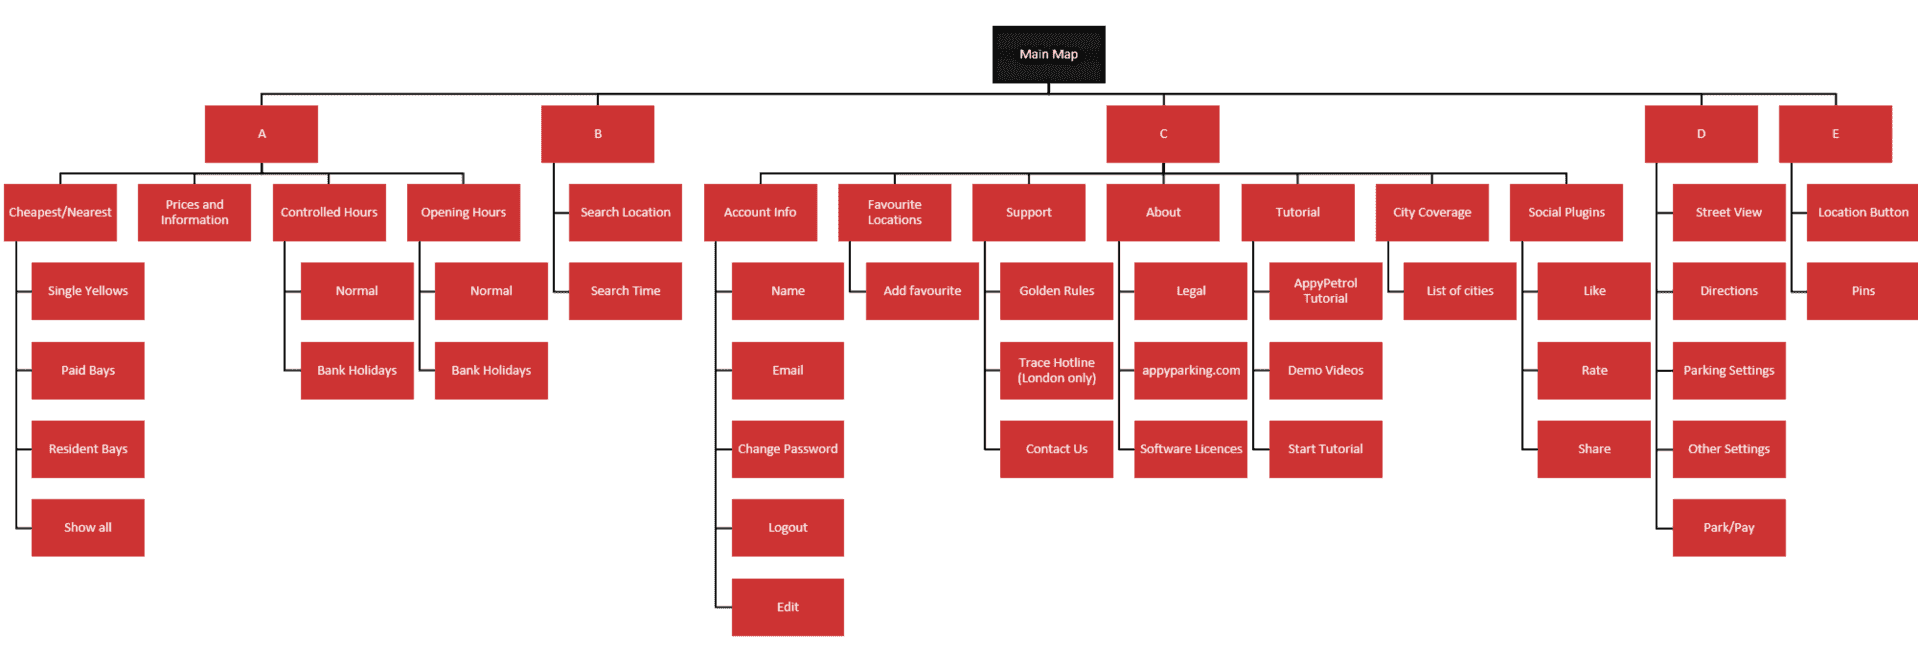 Main Map
A
B
C
D
E
Cheapest/Nearest
Prices and
Information
Controlled Hours
Opening Hours
Search Location
Account Info
Favourite
Locations
Support
About
Tutorial
City Coverage
Social Plugins
Street View
Location Button
Single Yellows
Normal
Normal
Search Time
Name
Add favourite
Golden Rules
Legal
AppyPetrol
Tutorial
List of cities
Like
Directions
Pins
Paid Bays
Bank Holidays
Bank Holidays
Email
Trace Hotline
(London only)
appyparking.com
Demo Videos
Rate
Parking Settings
Resident Bays
Change Password
Contact Us
Software Licences
Start Tutorial
Share
Other Settings
Show all
Logout
Park/Pay
Edit